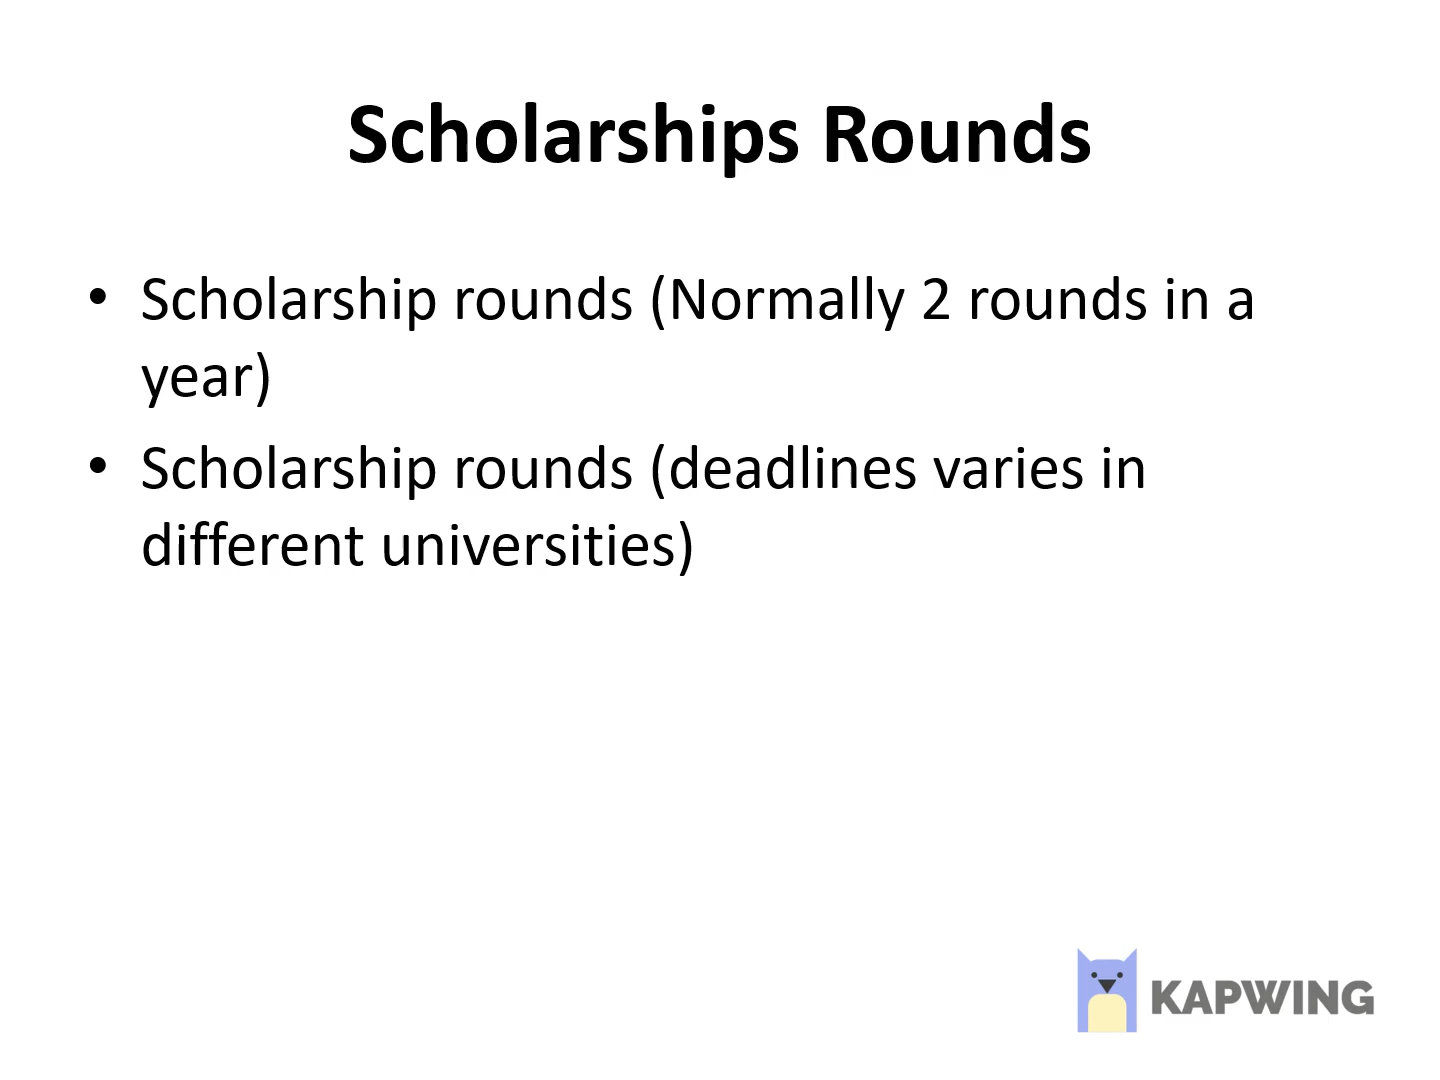 Scholarships Rounds
• Scholarship rounds (Normally 2 rounds in a
year)
• Scholarship rounds (deadlines varies in
different universities)
KAPWING